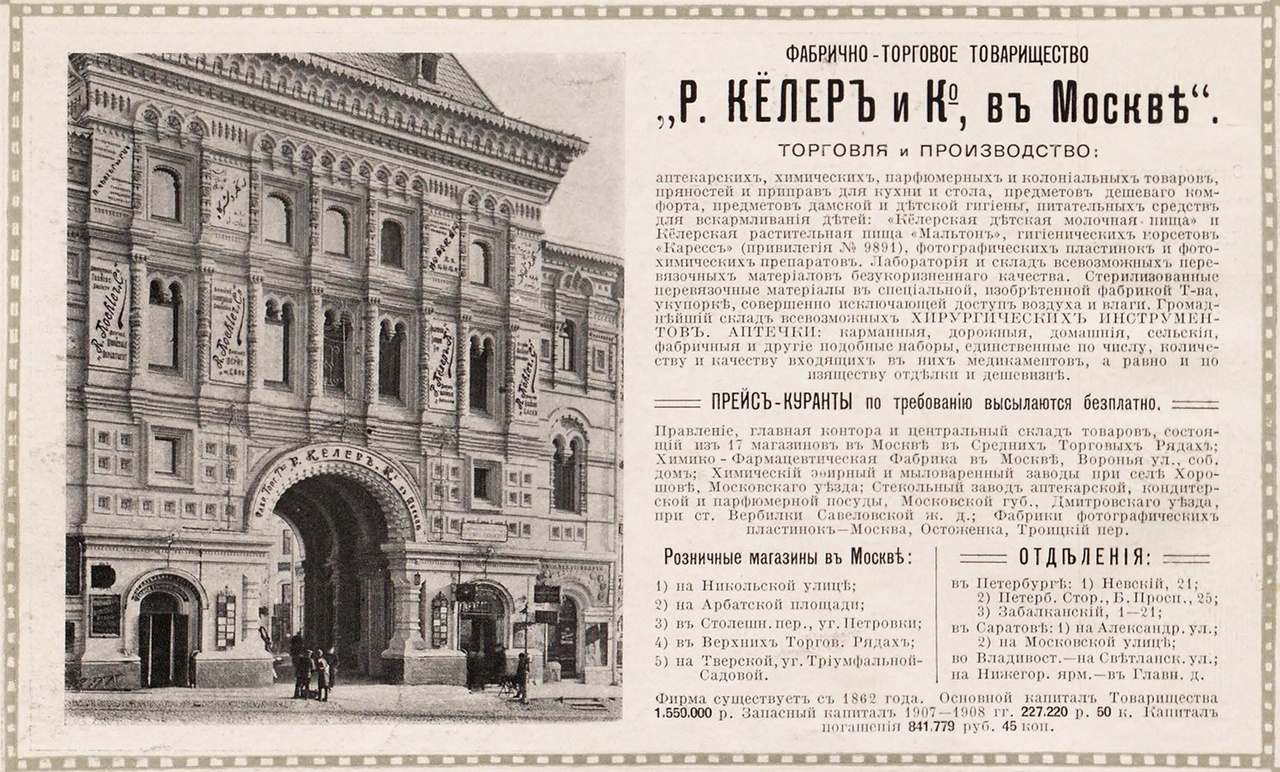 ФАБРИЧНО-ТОРГОВОЕ ТОВАРИЩЕСТВО
„Р. КЁЛЕРЪ и Кº, въ Москвѣ“.
ТОРГОВЛЯ и ПРОИЗВОДСТВО:
аптекарскихъ, химическихъ, парфюмерныхъ и колоніальныхъ товаровъ,
пряностей и приправъ для кухни и стола, предметовъ дешеваго ком-
форта, предметовъ дамской и дѣтской гигіены, питательныхъ средствъ
для вскармливанія дѣтей: «Кёлерская дѣтская молочная пища» и
Кёлерская растительная пища «Мальтонъ», гигіеническихъ корсетовъ
«Карессъ» (привилегія № 9891), фотографическихъ пластинокъ и фото-
химическихъ препаратовъ. Лабораторія и складъ всевозможныхъ пере-
вязочныхъ матеріаловъ безукоризненнаго качества. Стерилизованные
перевязочные матеріалы въ спеціальной, изобрѣтенной фабрикой Т-ва,
укупоркѣ, совершенно исключающей доступъ воздуха и влаги. Громад-
нѣйшій складъ всевозможныхъ ХИРУРГИЧЕСКИХЪ ИНСТРУМЕН-
ТОВЪ. АПТЕЧКИ карманныя, дорожныя, домашнія, сельскія,
фабричныя и другіе подобные наборы, единственные по числу, количе-
ству и качеству входящихъ въ нихъ медикаментовъ, а равно и по
изяществу отдѣлки и дешевизнѣ.
ПРЕЙСЪ-КУРАНТЫ по требованію высылаются безплатно.
Правленіе, главная контора и центральный складъ товаровъ, состоя-
щій изъ 17 магазиновъ въ Москвѣ въ Среднихъ Торговыхъ Рядахъ;
Химико-Фармацевтическая Фабрика въ Москвѣ, Воронья ул., соб.
домъ; Химическій эѳирный и мыловаренный заводы при селѣ Хоро-
шовѣ, Московскаго уѣзда; Стекольный заводъ аптекарской, кондитер-
ской и парфюмерной посуды, Московской губ., Дмитровскаго уѣзда,
при ст. Вербилки Савеловской ж. д.; Фабрики фотографическихъ
пластинокъ—Москва, Остоженка, Троицкій пер.
Розничные магазины въ Москвѣ:
1) на Никольской улицѣ;
2) на Арбатской площади;
3) въ Столешн. пер., уг. Петровки;
4) въ Верхнихъ Торгов. Рядахъ;
5) на Тверской, уг. Тріумфальной-
Садовой.
ОТДѢЛЕНІЯ:
въ Петербургѣ: 1) Невскій, 21;
2) Петерб. Стор., Б. Просп., 25;
3) Забалканскій, 1—21;
въ Саратовѣ: 1) на Александр. ул.;
2) на Московской улицѣ;
во Владивост.—на Свѣтланск. ул.;
на Нижегор. ярм.—въ Главн. д.
Фирма существуетъ съ 1862 года. Основной капиталъ Товарищества
1.550.000 р. Запасный капиталъ 1907—1908 гг. 227.220 р. 60 к. Капиталъ
погашенія 841.779 руб. 45 коп.
Р. КЁЛЕРЪ и Кº
R. Koehler & Cº